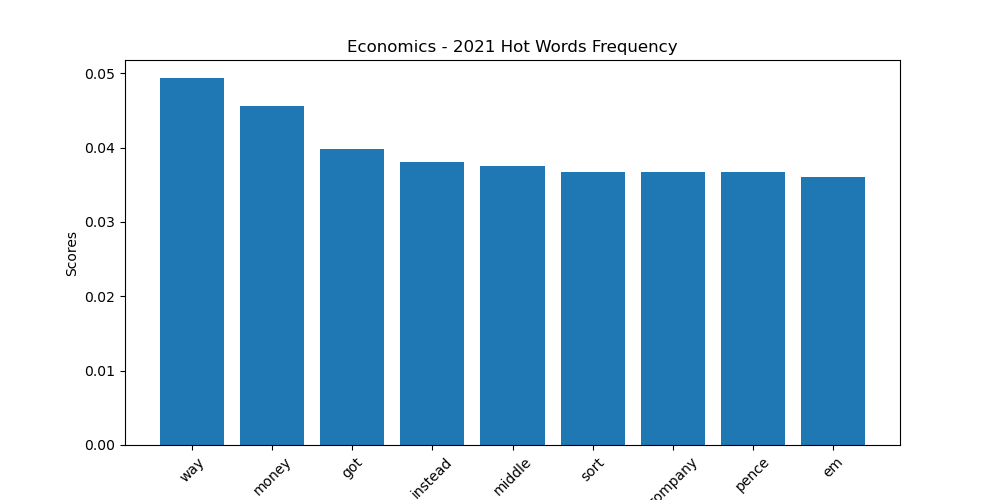 Economics - 2021 Hot Words Frequency
0.05
0.04
0.03
0.02
0.01
0.00
Scores
way
money
got
instead
middle
sort
ompany
pence
em